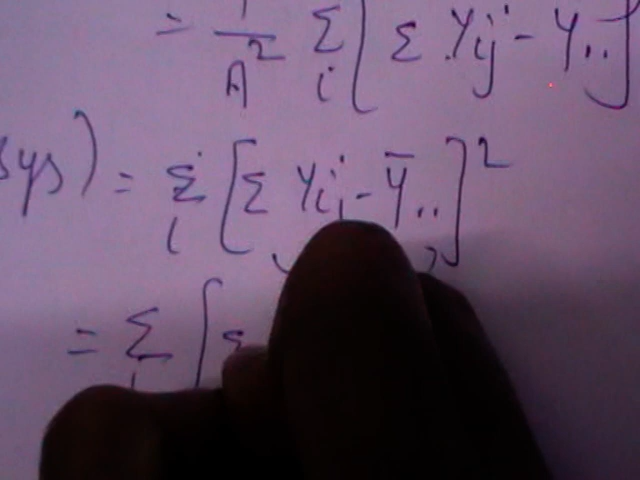 = 1/A² Σ_i [ Σ Y_ij - Y..
sys) = Σ_i [Σ Y_ij - Ȳ..]²
= Σ [